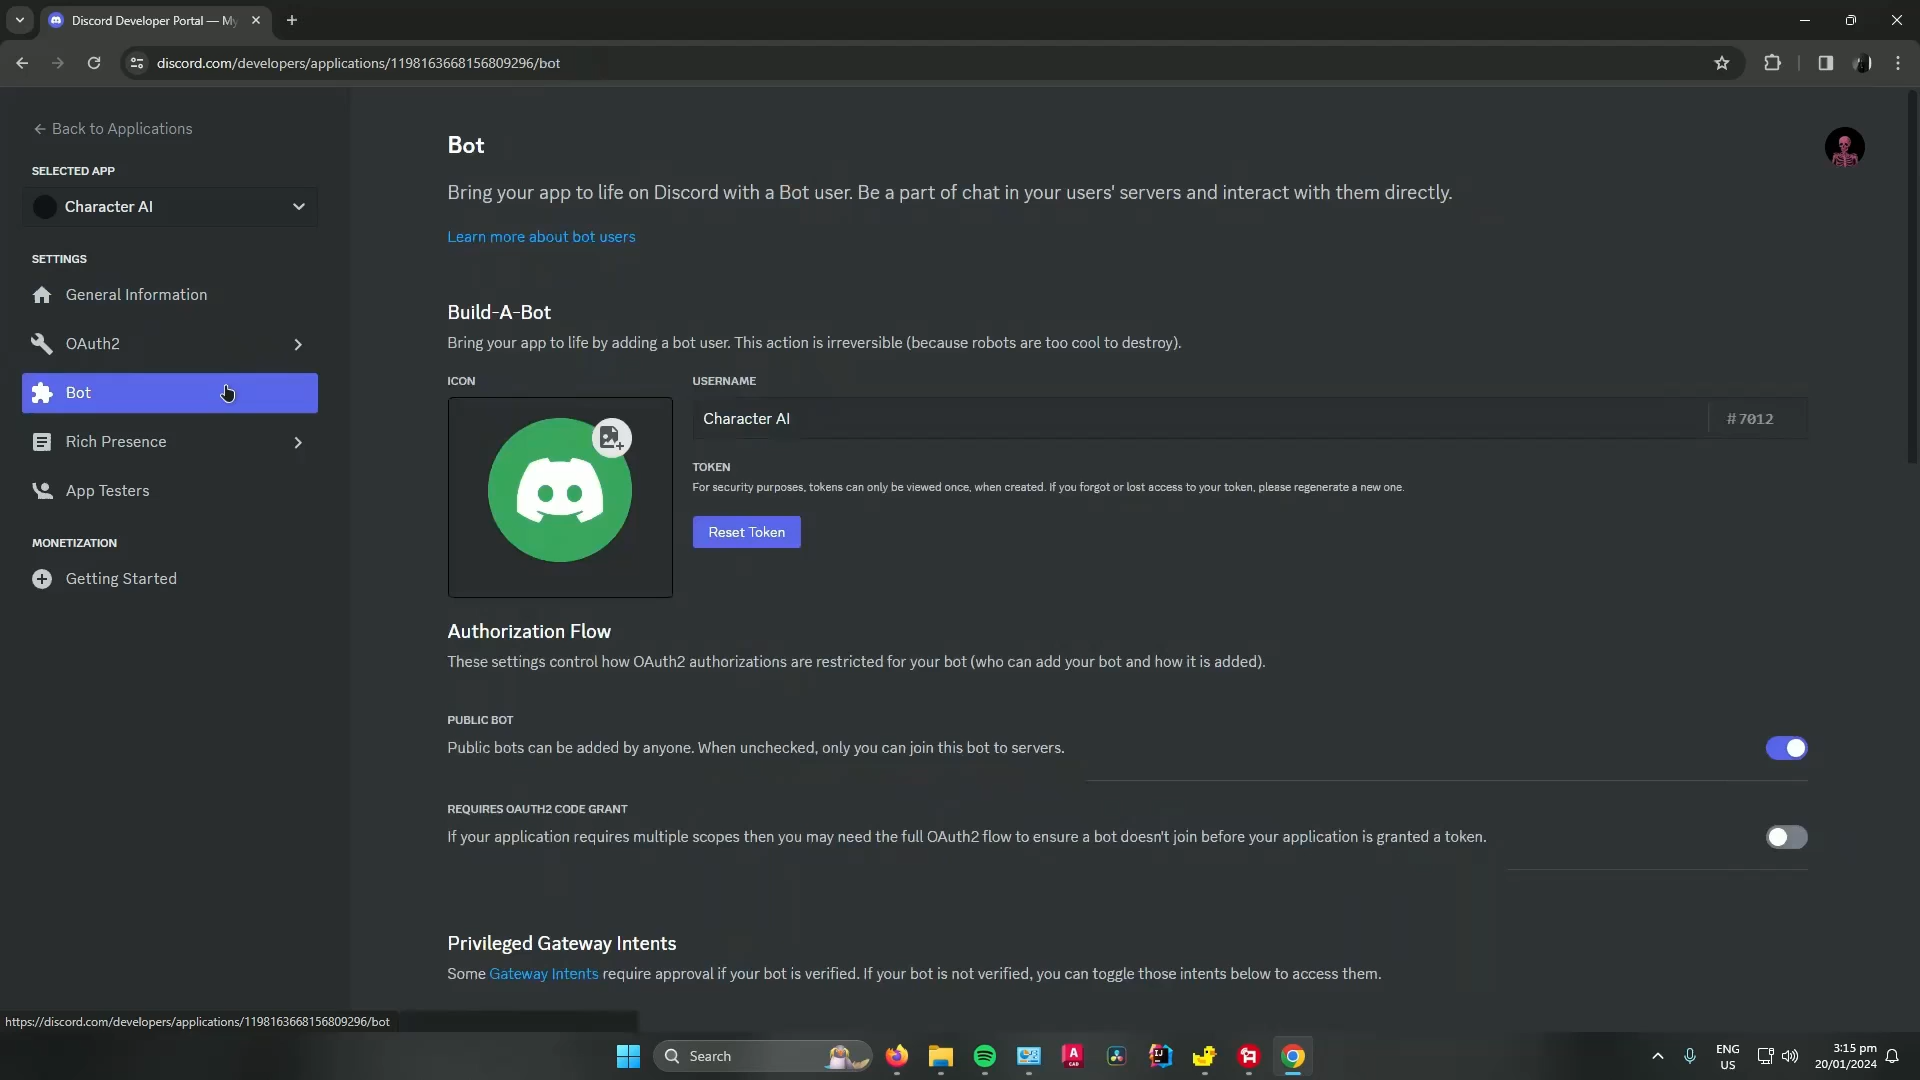 Discord Developer Portal — My
discord.com/developers/applications/1198163668156809296/bot
← Back to Applications
SELECTED APP
Character AI
SETTINGS
General Information
OAuth2
Bot
Rich Presence
App Testers
MONETIZATION
Getting Started
Bot
Bring your app to life on Discord with a Bot user. Be a part of chat in your users' servers and interact with them directly.
Learn more about bot users
Build-A-Bot
Bring your app to life by adding a bot user. This action is irreversible (because robots are too cool to destroy).
ICON
USERNAME
Character AI
#7012
TOKEN
For security purposes, tokens can only be viewed once, when created. If you forgot or lost access to your token, please regenerate a new one.
Reset Token
Authorization Flow
These settings control how OAuth2 authorizations are restricted for your bot (who can add your bot and how it is added).
PUBLIC BOT
Public bots can be added by anyone. When unchecked, only you can join this bot to servers.
REQUIRES OAUTH2 CODE GRANT
If your application requires multiple scopes then you may need the full OAuth2 flow to ensure a bot doesn't join before your application is granted a token.
Privileged Gateway Intents
Some Gateway Intents require approval if your bot is verified. If your bot is not verified, you can toggle those intents below to access them.
https://discord.com/developers/applications/1198163668156809296/bot
Search
ENG
US
3:15 pm
20/01/2024